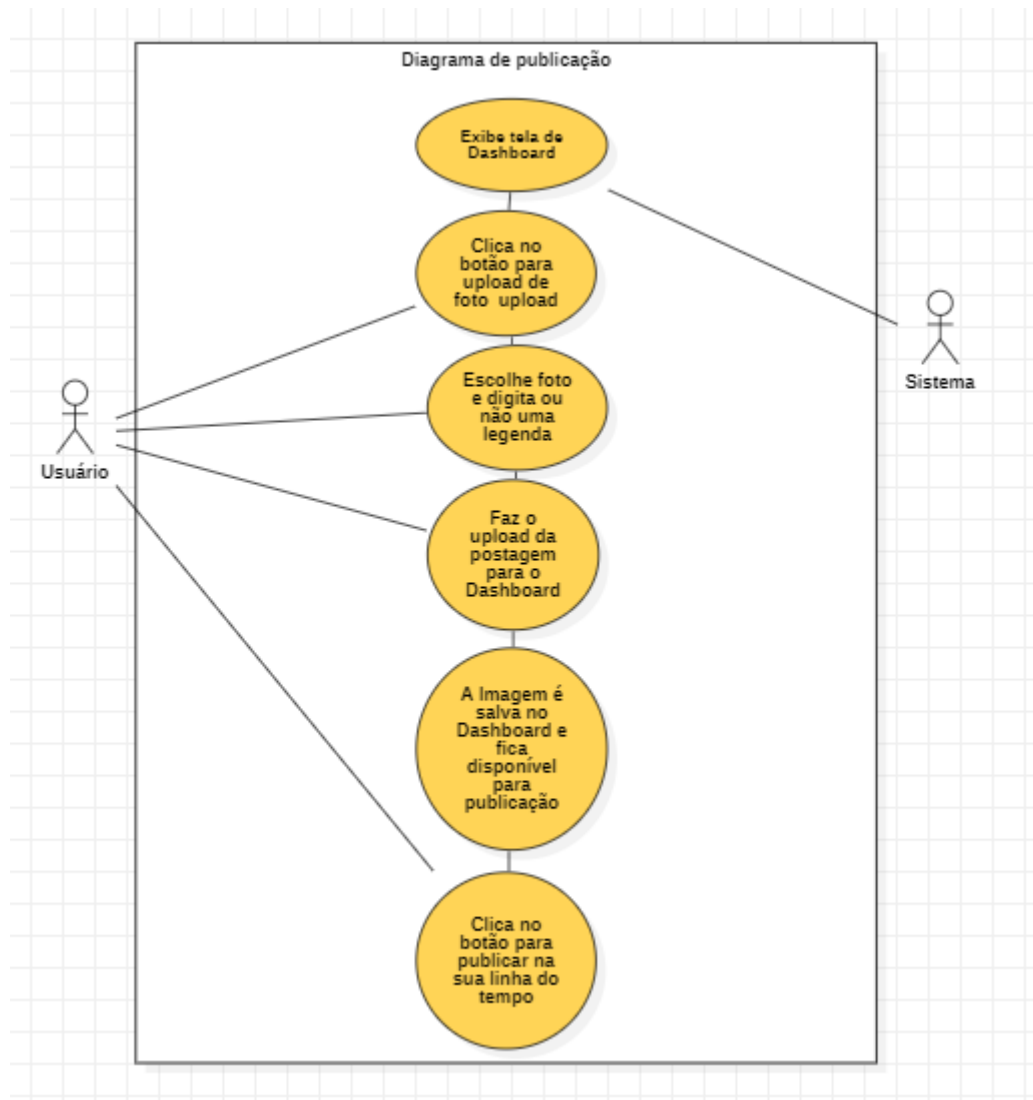 Diagrama de publicação
Exibe tela de
Dashboard
Clica no
botão para
upload de
foto upload
Sistema
Escolhe foto
e digita ou
não uma
legenda
Usuário
Faz o
upload da
postagem
para o
Dashboard
A Imagem é
salva no
Dashboard e
fica
disponível
para
publicação
Clica no
botão para
publicar na
sua linha do
tempo